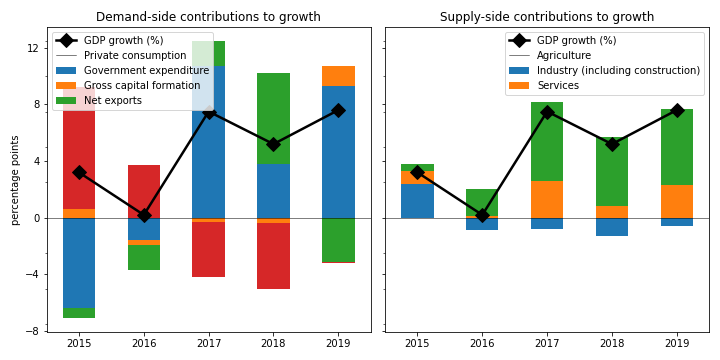 Demand-side contributions to growth
percentage points
12
8
4
0
−4
−8
GDP growth (%)
Private consumption
Government expenditure
Gross capital formation
Net exports
2015 2016 2017 2018 2019
Supply-side contributions to growth
GDP growth (%)
Agriculture
Industry (including construction)
Services
2015 2016 2017 2018 2019